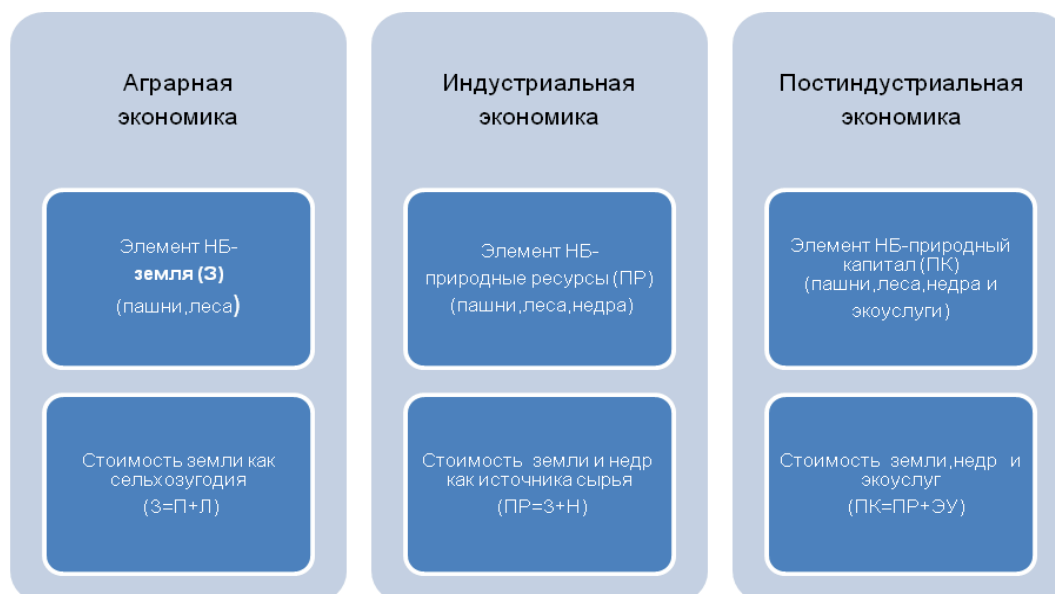 Аграрная
экономика
Элемент НБ-
земля (З)
(пашни,леса)
Стоимость земли как
сельхозугодия
(З=П+Л)
Индустриальная
экономика
Элемент НБ-
природные ресурсы (ПР)
(пашни,леса,недра)
Стоимость земли и недр
как источника сырья
(ПР=З+Н)
Постиндустриальная
экономика
Элемент НБ-природный
капитал (ПК)
(пашни,леса,недра и
экоуслуги)
Стоимость земли,недр и
экоуслуг
(ПК=ПР+ЭУ)